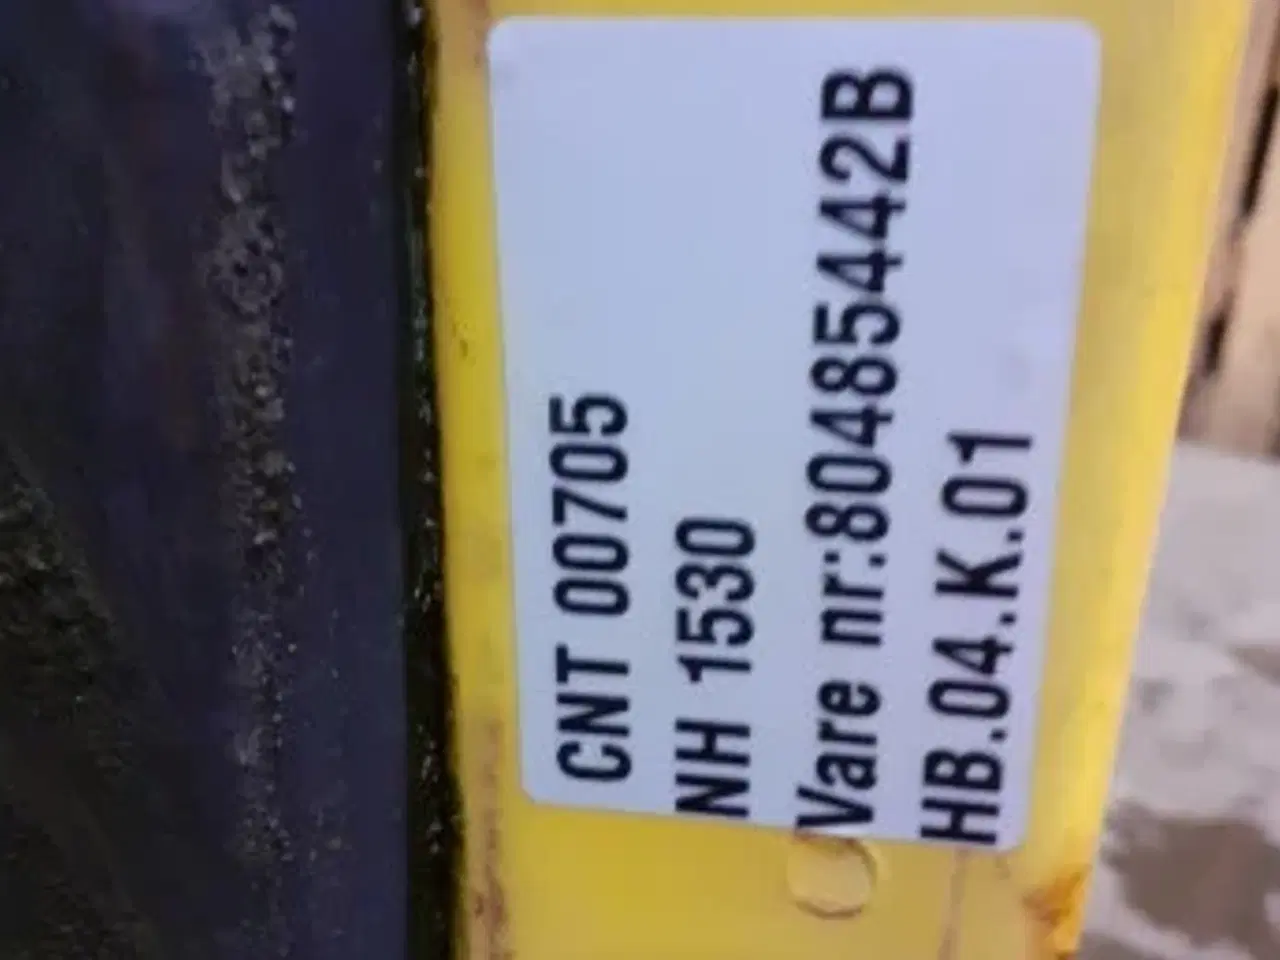 CNT 00705
NH 1530
Vare nr:80485442B
HB.04.K.01